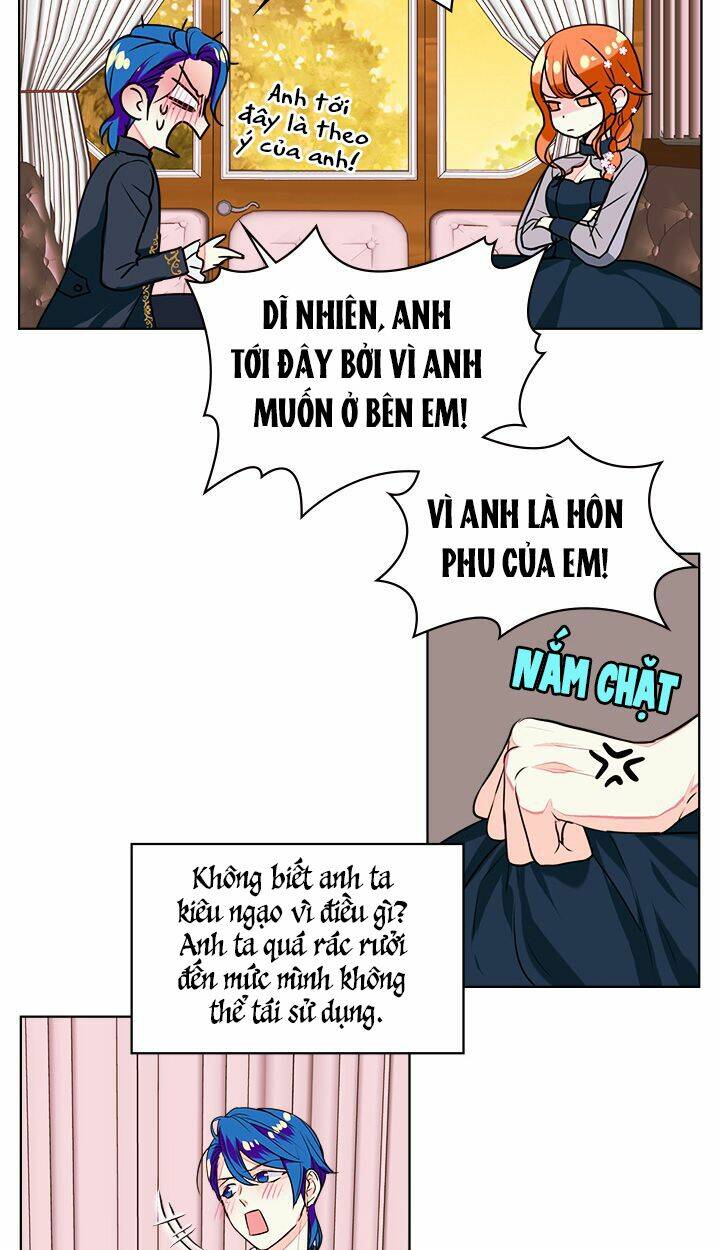 Anh tới
đây là theo
ý của anh!
DĨ NHIÊN, ANH
TỚI ĐÂY BỞI VÌ ANH
MUỐN Ở BÊN EM!
VÌ ANH LÀ HÔN
PHU CỦA EM!
NẮM CHẶT
Không biết anh ta
kiêu ngạo vì điều gì?
Anh ta quá rác rưởi
đến mức mình không
thể tái sử dụng.